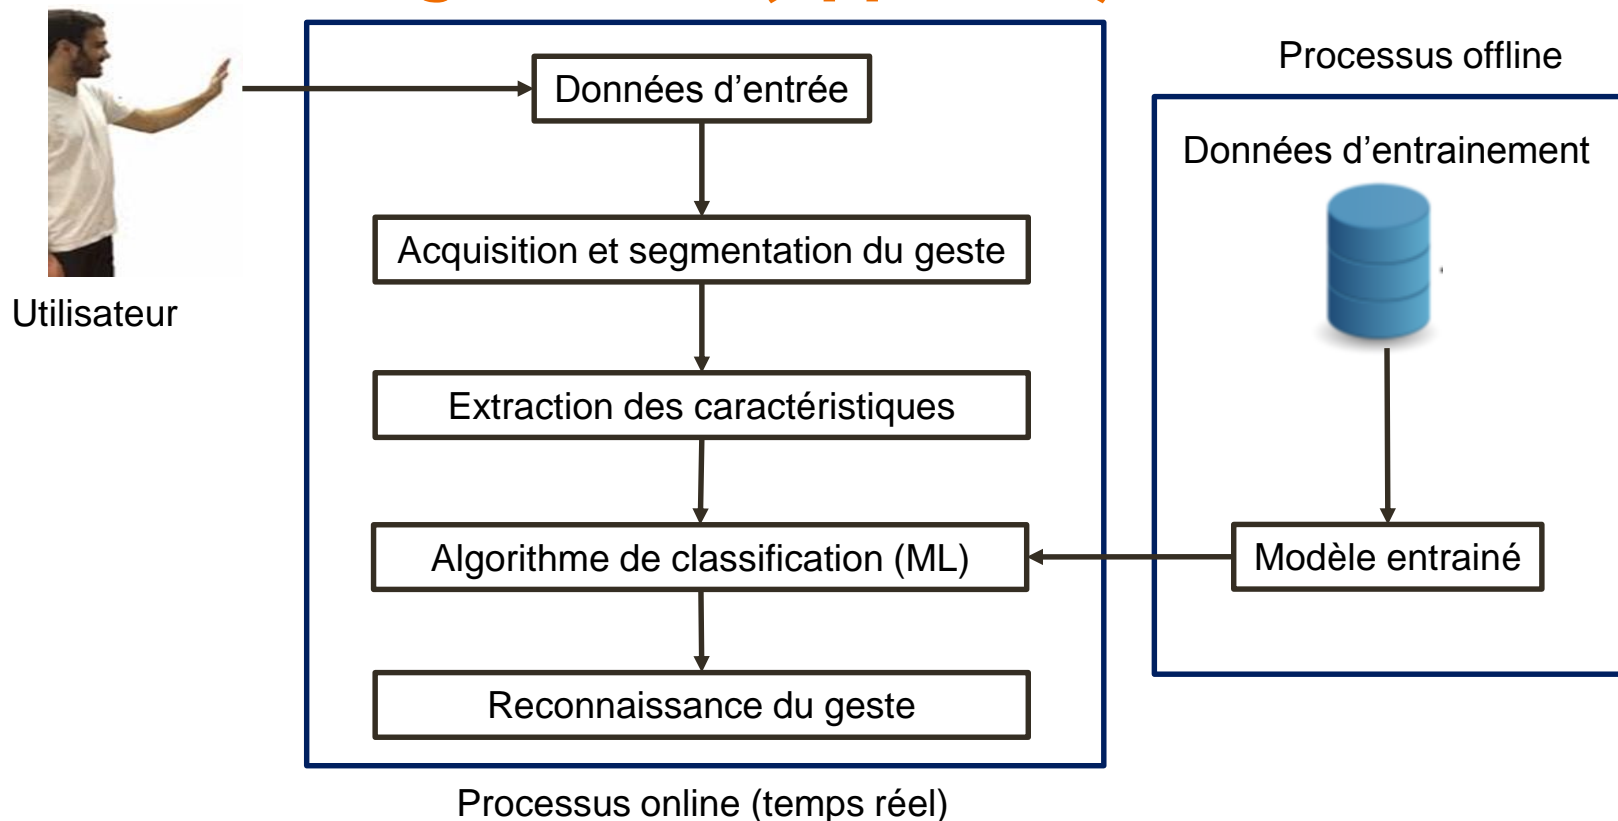 Processus offline
Données d'entrée
Données d'entrainement
Acquisition et segmentation du geste
Utilisateur
Extraction des caractéristiques
Algorithme de classification (ML)
Modèle entrainé
Reconnaissance du geste
Processus online (temps réel)